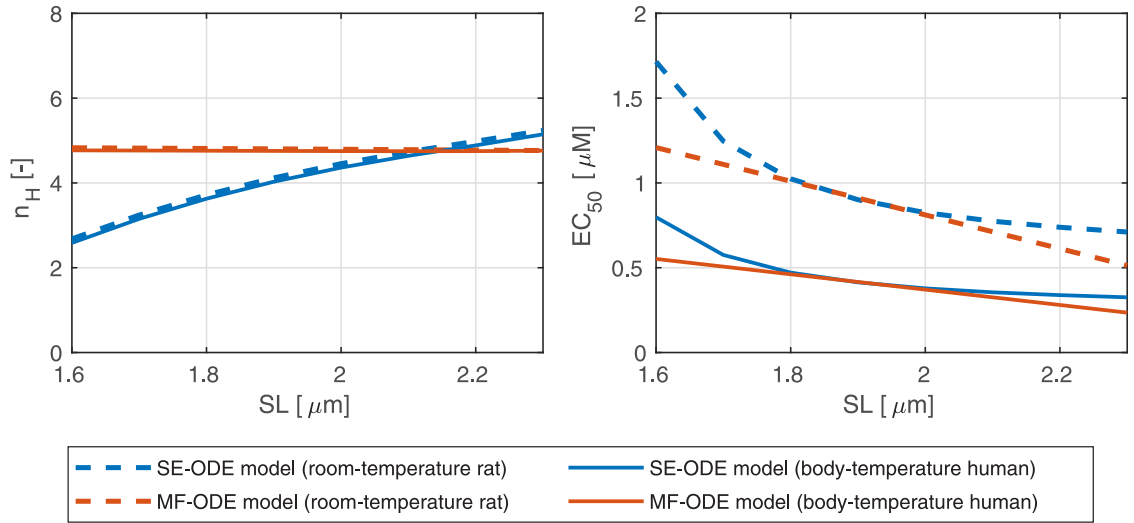 8
6
4
2
0
n_H [-]
1.6
1.8
2
2.2
SL [ μm]
2
1.5
1
0.5
0
EC_50 [ μM]
1.6
1.8
2
2.2
SL [ μm]
SE-ODE model (room-temperature rat)
SE-ODE model (body-temperature human)
MF-ODE model (room-temperature rat)
MF-ODE model (body-temperature human)